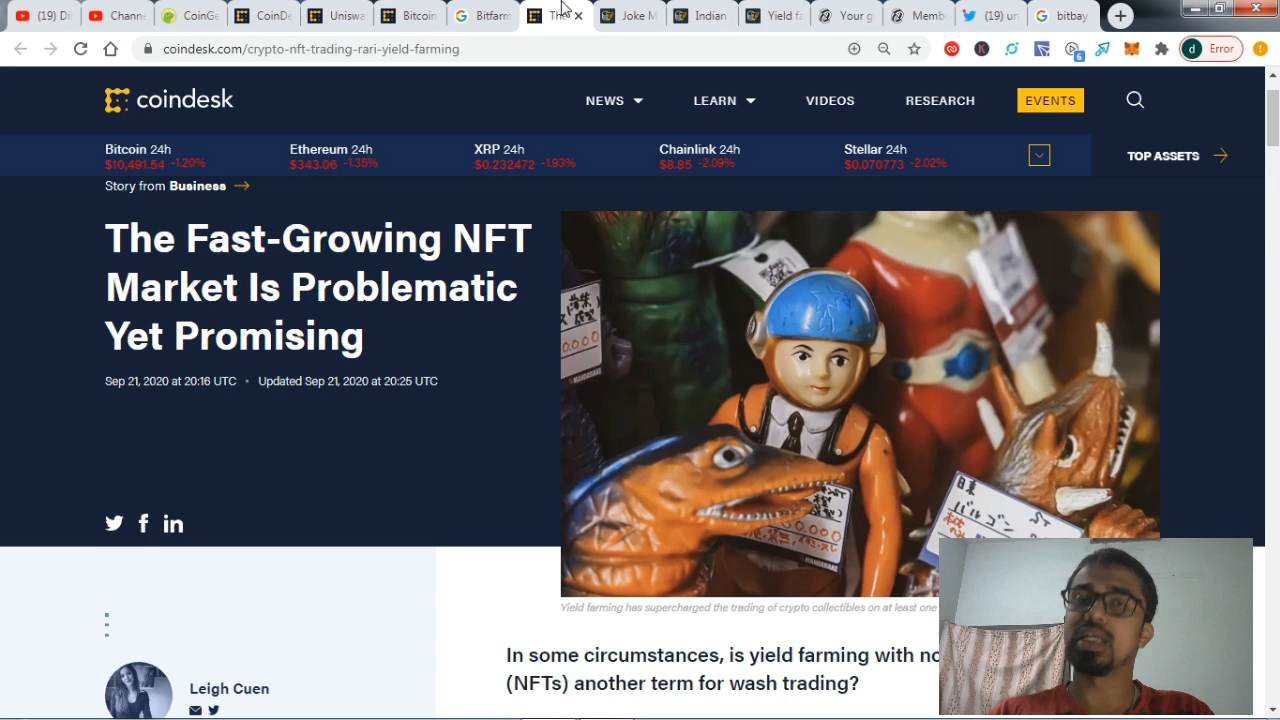 (19) D
Chann
CoinGe
CoinDe
Uniswa
Bitcoi
Bitfarm
Th
Joke M
Indian
Yield fa
Your g
Memb
(19) un
bitbay
coindesk.com/crypto-nft-trading-rari-yield-farming
6
d Error
coindesk
NEWS
LEARN
VIDEOS
RESEARCH
EVENTS
Bitcoin 24h
Ethereum 24h
XRP 24h
Chainlink 24h
Stellar 24h
$10,491.54 -1.20%
$343.06 -1.35%
$0.232472 -1.93%
$8.85 -2.09%
$0.070773 -2.02%
TOP ASSETS
Story from Business
The Fast-Growing NFT
Market Is Problematic
Yet Promising
Sep 21, 2020 at 20:16 UTC • Updated Sep 21, 2020 at 20:25 UTC
Yield farming has supercharged the trading of crypto collectibles on at least one
In some circumstances, is yield farming with no
(NFTs) another term for wash trading?
Leigh Cuen